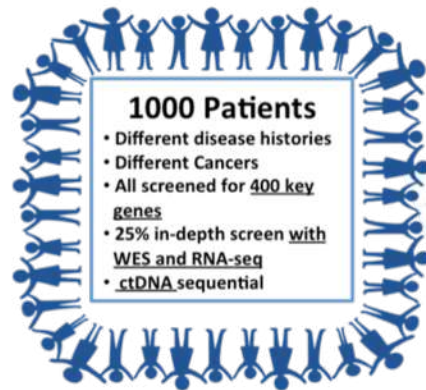 1000 Patients
• Different disease histories
• Different Cancers
• All screened for 400 key
genes
• 25% in-depth screen with
WES and RNA-seq
• ctDNA sequential